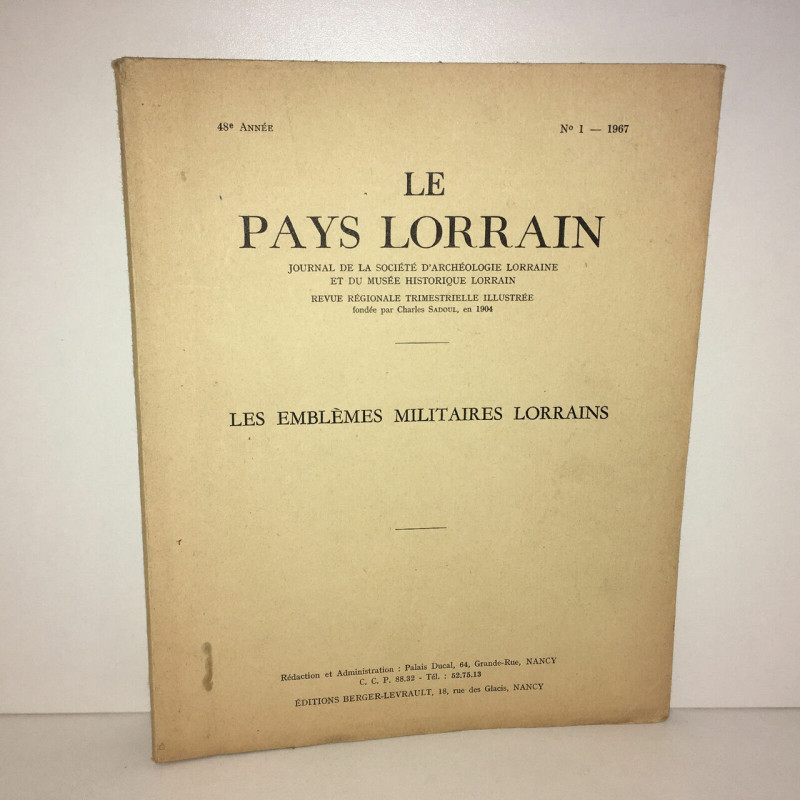 48e ANNÉE No 1 — 1967
LE
PAYS LORRAIN
JOURNAL DE LA SOCIÉTÉ D'ARCHÉOLOGIE LORRAINE
ET DU MUSÉE HISTORIQUE LORRAIN
REVUE RÉGIONALE TRIMESTRIELLE ILLUSTRÉE
fondée par Charles SADOUL, en 1904
LES EMBLÈMES MILITAIRES LORRAINS
Rédaction et Administration : Palais Ducal, 64, Grande-Rue, NANCY
C. C. P. 88.32 - Tél. : 52.75.13
ÉDITIONS BERGER-LEVRAULT, 18, rue des Glacis, NANCY